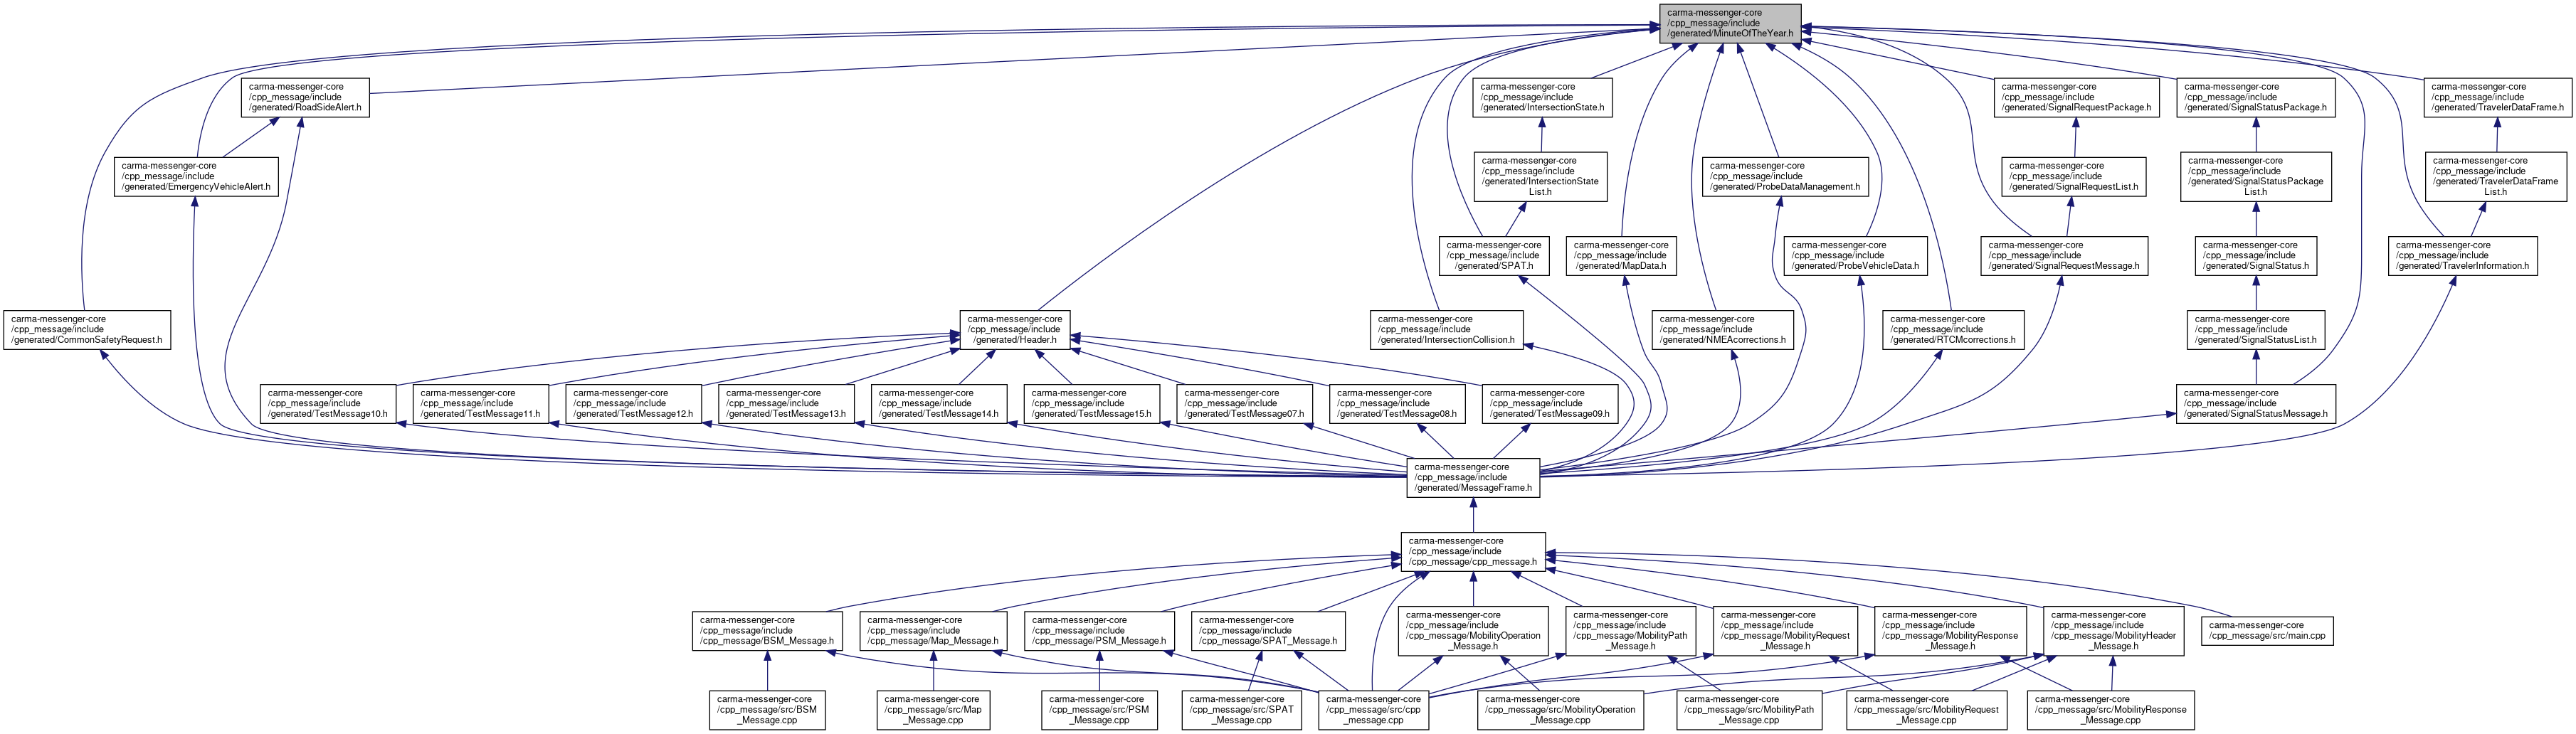 carma-messenger-core
/cpp_message/include
/generated/MinuteOfTheYear.h
carma-messenger-core
/cpp_message/include
/generated/RoadSideAlert.h
carma-messenger-core
/cpp_message/include
/generated/IntersectionState.h
carma-messenger-core
/cpp_message/include
/generated/SignalRequestPackage.h
carma-messenger-core
/cpp_message/include
/generated/SignalStatusPackage.h
carma-messenger-core
/cpp_message/include
/generated/TravelerDataFrame.h
carma-messenger-core
/cpp_message/include
/generated/EmergencyVehicleAlert.h
carma-messenger-core
/cpp_message/include
/generated/IntersectionState
List.h
carma-messenger-core
/cpp_message/include
/generated/ProbeDataManagement.h
carma-messenger-core
/cpp_message/include
/generated/SignalRequestList.h
carma-messenger-core
/cpp_message/include
/generated/SignalStatusPackage
List.h
carma-messenger-core
/cpp_message/include
/generated/TravelerDataFrame
List.h
carma-messenger-core
/cpp_message/include
/generated/SPAT.h
carma-messenger-core
/cpp_message/include
/generated/MapData.h
carma-messenger-core
/cpp_message/include
/generated/ProbeVehicleData.h
carma-messenger-core
/cpp_message/include
/generated/SignalRequestMessage.h
carma-messenger-core
/cpp_message/include
/generated/SignalStatus.h
carma-messenger-core
/cpp_message/include
/generated/TravelerInformation.h
carma-messenger-core
/cpp_message/include
/generated/CommonSafetyRequest.h
carma-messenger-core
/cpp_message/include
/generated/Header.h
carma-messenger-core
/cpp_message/include
/generated/IntersectionCollision.h
carma-messenger-core
/cpp_message/include
/generated/NMEAcorrections.h
carma-messenger-core
/cpp_message/include
/generated/RTCMcorrections.h
carma-messenger-core
/cpp_message/include
/generated/SignalStatusList.h
carma-messenger-core
/cpp_message/include
/generated/TestMessage10.h
carma-messenger-core
/cpp_message/include
/generated/TestMessage11.h
carma-messenger-core
/cpp_message/include
/generated/TestMessage12.h
carma-messenger-core
/cpp_message/include
/generated/TestMessage13.h
carma-messenger-core
/cpp_message/include
/generated/TestMessage14.h
carma-messenger-core
/cpp_message/include
/generated/TestMessage15.h
carma-messenger-core
/cpp_message/include
/generated/TestMessage07.h
carma-messenger-core
/cpp_message/include
/generated/TestMessage08.h
carma-messenger-core
/cpp_message/include
/generated/TestMessage09.h
carma-messenger-core
/cpp_message/include
/generated/SignalStatusMessage.h
carma-messenger-core
/cpp_message/include
/generated/MessageFrame.h
carma-messenger-core
/cpp_message/include
/cpp_message/cpp_message.h
carma-messenger-core
/cpp_message/include
/cpp_message/BSM_Message.h
carma-messenger-core
/cpp_message/include
/cpp_message/Map_Message.h
carma-messenger-core
/cpp_message/include
/cpp_message/PSM_Message.h
carma-messenger-core
/cpp_message/include
/cpp_message/SPAT_Message.h
carma-messenger-core
/cpp_message/include
/cpp_message/MobilityOperation
_Message.h
carma-messenger-core
/cpp_message/include
/cpp_message/MobilityPath
_Message.h
carma-messenger-core
/cpp_message/include
/cpp_message/MobilityRequest
_Message.h
carma-messenger-core
/cpp_message/include
/cpp_message/MobilityResponse
_Message.h
carma-messenger-core
/cpp_message/include
/cpp_message/MobilityHeader
_Message.h
carma-messenger-core
/cpp_message/src/main.cpp
carma-messenger-core
/cpp_message/src/BSM
_Message.cpp
carma-messenger-core
/cpp_message/src/Map
_Message.cpp
carma-messenger-core
/cpp_message/src/PSM
_Message.cpp
carma-messenger-core
/cpp_message/src/SPAT
_Message.cpp
carma-messenger-core
/cpp_message/src/cpp
_message.cpp
carma-messenger-core
/cpp_message/src/MobilityOperation
_Message.cpp
carma-messenger-core
/cpp_message/src/MobilityPath
_Message.cpp
carma-messenger-core
/cpp_message/src/MobilityRequest
_Message.cpp
carma-messenger-core
/cpp_message/src/MobilityResponse
_Message.cpp